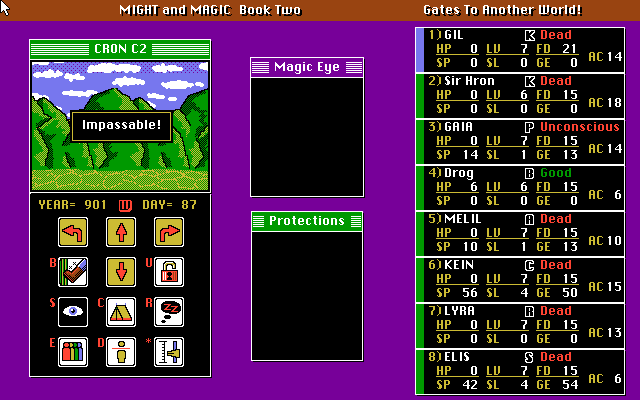 MIGHT and MAGIC Book Two
Gates To Another World!
CRON C2
Impassable!
YEAR= 901 m DAY= 87
B
U
S
C
R
E
D
*
Magic Eye
Protections
1) GIL K Dead
HP 0 LV 7 FD 21
SP 0 SL 0 GE 0
AC 14
2) Sir Hron K Dead
HP 0 LV 6 FD 15
SP 0 SL 0 GE 0
AC 18
3) GAIA P Unconscious
HP 0 LV 7 FD 15
SP 14 SL 1 GE 13
AC 14
4) Drog B Good
HP 6 LV 6 FD 15
SP 0 SL 0 GE 0
AC 6
5) MELIL A Dead
HP 0 LV 7 FD 15
SP 10 SL 1 GE 13
AC 10
6) KEIN C Dead
HP 0 LV 7 FD 15
SP 56 SL 4 GE 50
AC 15
7) LYRA R Dead
HP 0 LV 7 FD 15
SP 0 SL 0 GE 0
AC 13
8) ELIS S Dead
HP 0 LV 7 FD 15
SP 42 SL 4 GE 54
AC 6